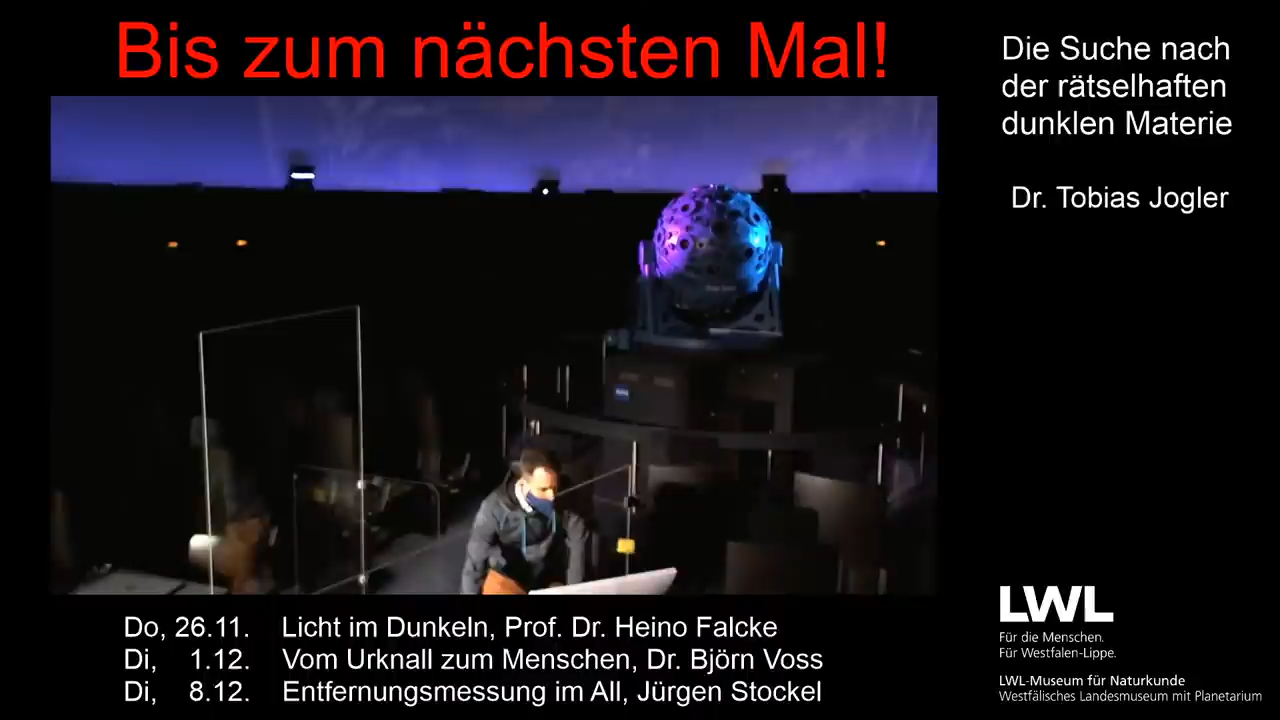 Bis zum nächsten Mal!
Die Suche nach
der rätselhaften
dunklen Materie
Dr. Tobias Jogler
Do, 26.11. Licht im Dunkeln, Prof. Dr. Heino Falcke
Di, 1.12. Vom Urknall zum Menschen, Dr. Björn Voss
Di, 8.12. Entfernungsmessung im All, Jürgen Stockel
LWL
Für die Menschen.
Für Westfalen-Lippe.
LWL-Museum für Naturkunde
Westfälisches Landesmuseum mit Planetarium